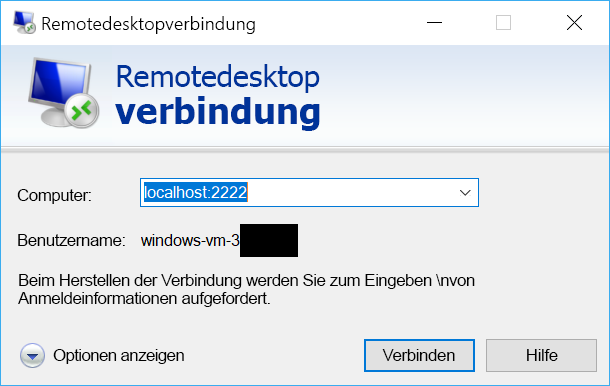 Remotedesktopverbindung
Remotedesktop
verbindung
Computer: localhost:2222
Benutzername: windows-vm-3
Beim Herstellen der Verbindung werden Sie zum Eingeben \nvon
Anmeldeinformationen aufgefordert.
Optionen anzeigen Verbinden Hilfe